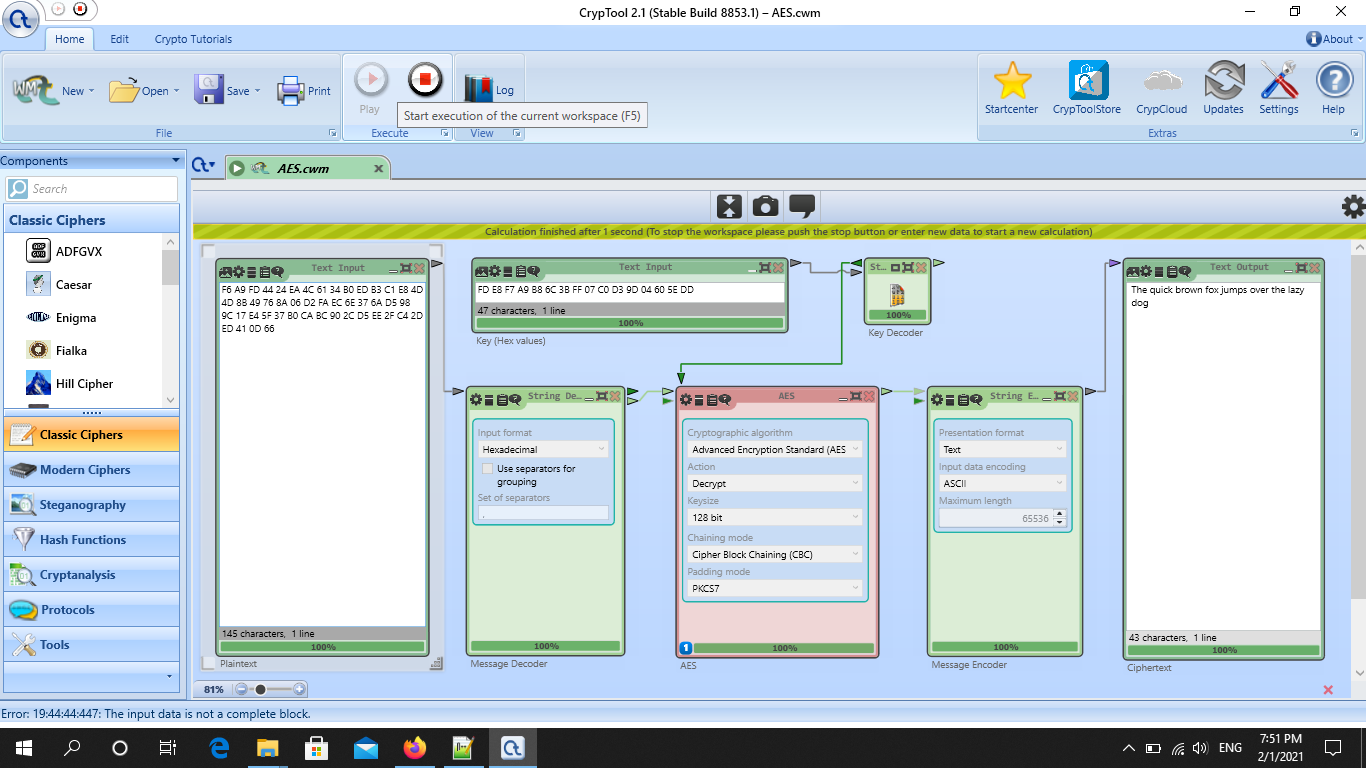 CrypTool 2.1 (Stable Build 8853.1) – AES.cwm
Home Edit Crypto Tutorials About
New Open Save Print Play Log Startcenter CrypToolStore CrypCloud Updates Settings Help
Start execution of the current workspace (F5)
File Execute View Extras
Components
AES.cwm
Search
Classic Ciphers
ADFGVX
Caesar
Enigma
Fialka
Hill Cipher
Classic Ciphers
Modern Ciphers
Steganography
Hash Functions
Cryptanalysis
Protocols
Tools
Calculation finished after 1 second (To stop the workspace please push the stop button or enter new data to start a new calculation)
Text Input
F6 A9 FD 44 24 EA 4C 61 34 B0 ED B3 C1 E8 4D
4D 8B 49 76 8A 06 D2 FA EC 6E 37 6A D5 98
9C 17 E4 5F 37 B0 CA BC 90 2C D5 EE 2F C4 2D
ED 41 0D 66
145 characters, 1 line
100%
Plaintext
Text Input
FD E8 F7 A9 B8 6C 3B FF 07 C0 D3 9D 04 60 5E DD
47 characters, 1 line
100%
Key (Hex values)
St...
100%
Key Decoder
String De...
Input format
Hexadecimal
Use separators for
grouping
Set of separators
,
100%
Message Decoder
AES
Cryptographic algorithm
Advanced Encryption Standard (AES
Action
Decrypt
Keysize
128 bit
Chaining mode
Cipher Block Chaining (CBC)
Padding mode
PKCS7
1
100%
AES
String E...
Presentation format
Text
Input data encoding
ASCII
Maximum length
65536
100%
Message Encoder
Text Output
The quick brown fox jumps over the lazy
dog
43 characters, 1 line
100%
Ciphertext
81%
Error: 19:44:44:447: The input data is not a complete block.
ENG
7:51 PM
2/1/2021